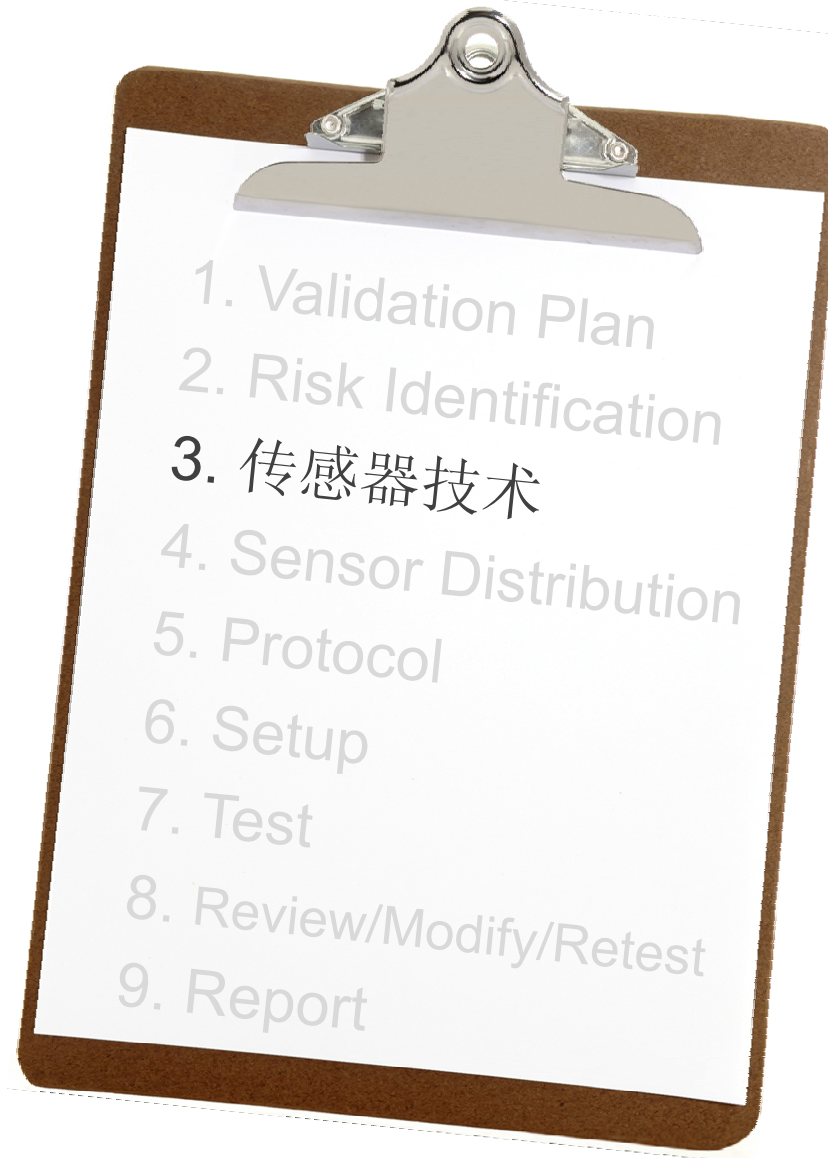 1. Validation Plan
2. Risk Identification
3. 传感器技术
4. Sensor Distribution
5. Protocol
6. Setup
7. Test
8. Review/Modify/Retest
9. Report